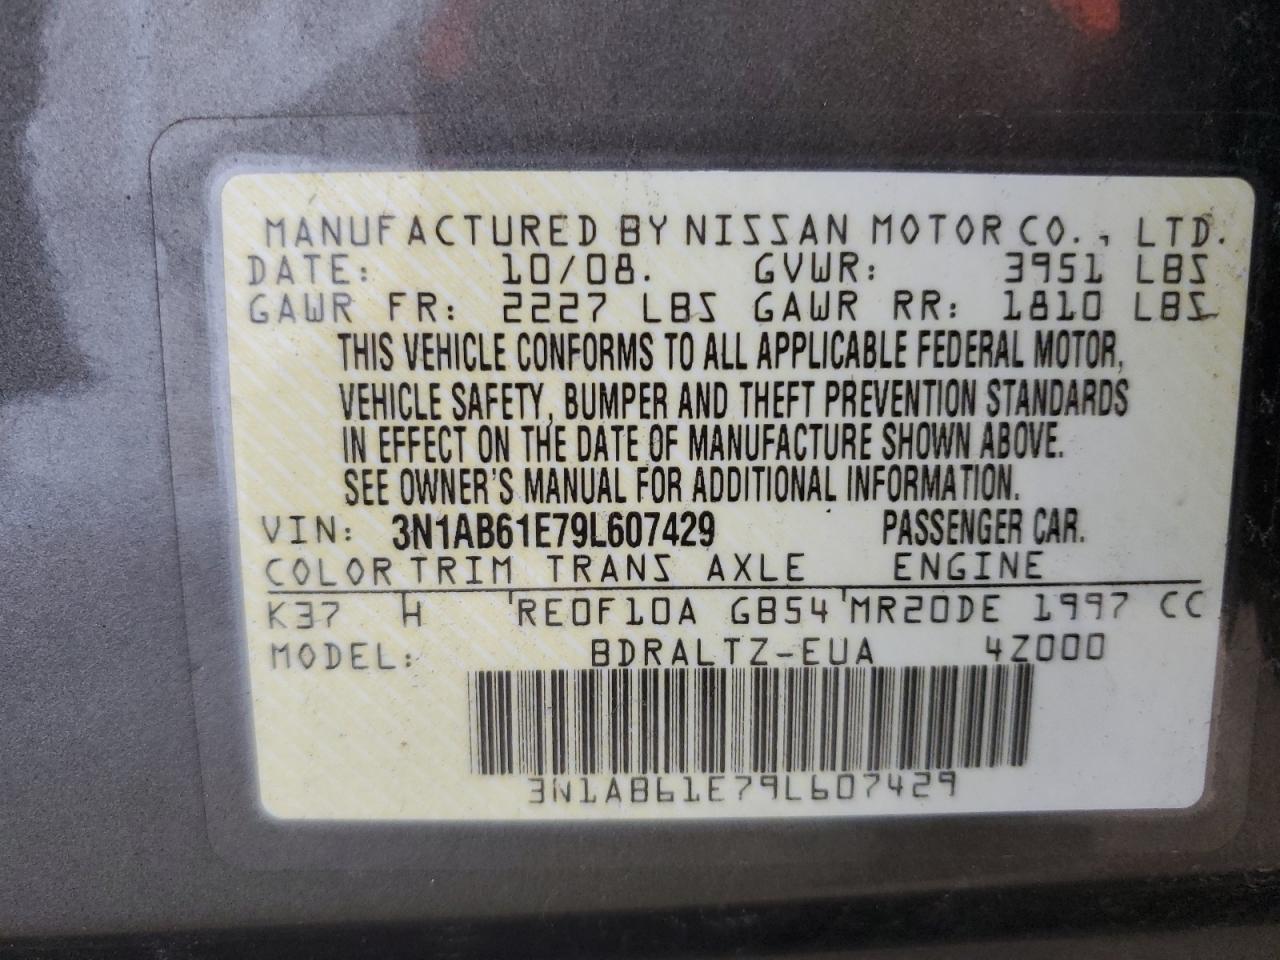 MANUFACTURED BY NISSAN MOTOR CO., LTD.
DATE: 10/08. GVWR: 3951 LBS
GAWR FR: 2227 LBS GAWR RR: 1810 LBS
THIS VEHICLE CONFORMS TO ALL APPLICABLE FEDERAL MOTOR,
VEHICLE SAFETY, BUMPER AND THEFT PREVENTION STANDARDS
IN EFFECT ON THE DATE OF MANUFACTURE SHOWN ABOVE.
SEE OWNER'S MANUAL FOR ADDITIONAL INFORMATION.
VIN: 3N1AB61E79L607429 PASSENGER CAR.
COLOR TRIM TRANS AXLE ENGINE
K37 H RE0F10A GB54 MR20DE 1997 CC
MODEL: BDRALTZ-EUA 4Z000
3N1AB61E79L607429